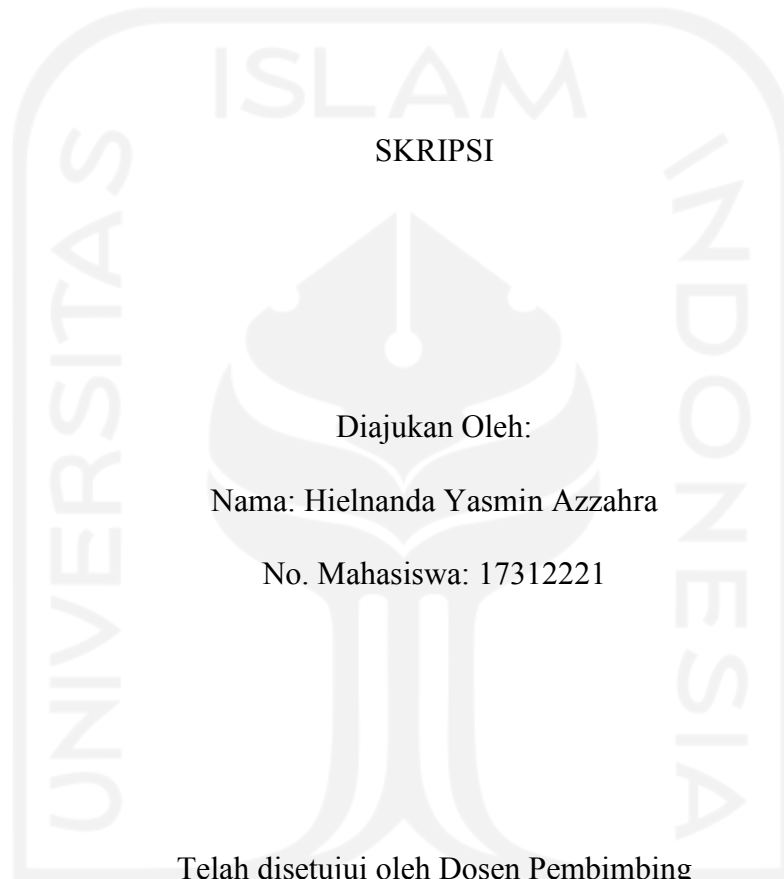 ISLAM
UNIVERSITAS
INDONESIA
SKRIPSI
Diajukan Oleh:
Nama: Hielnanda Yasmin Azzahra
No. Mahasiswa: 17312221
Telah disetujui oleh Dosen Pembimbing